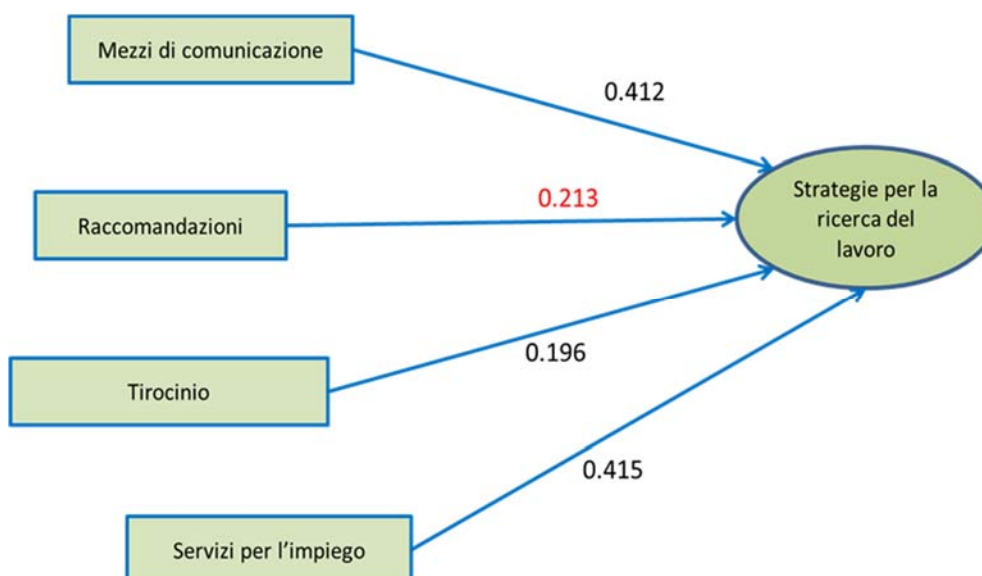 Mezzi di comunicazione
0.412
Raccomandazioni
0.213
Strategie per la
ricerca del
lavoro
Tirocinio
0.196
0.415
Servizi per l’impiego